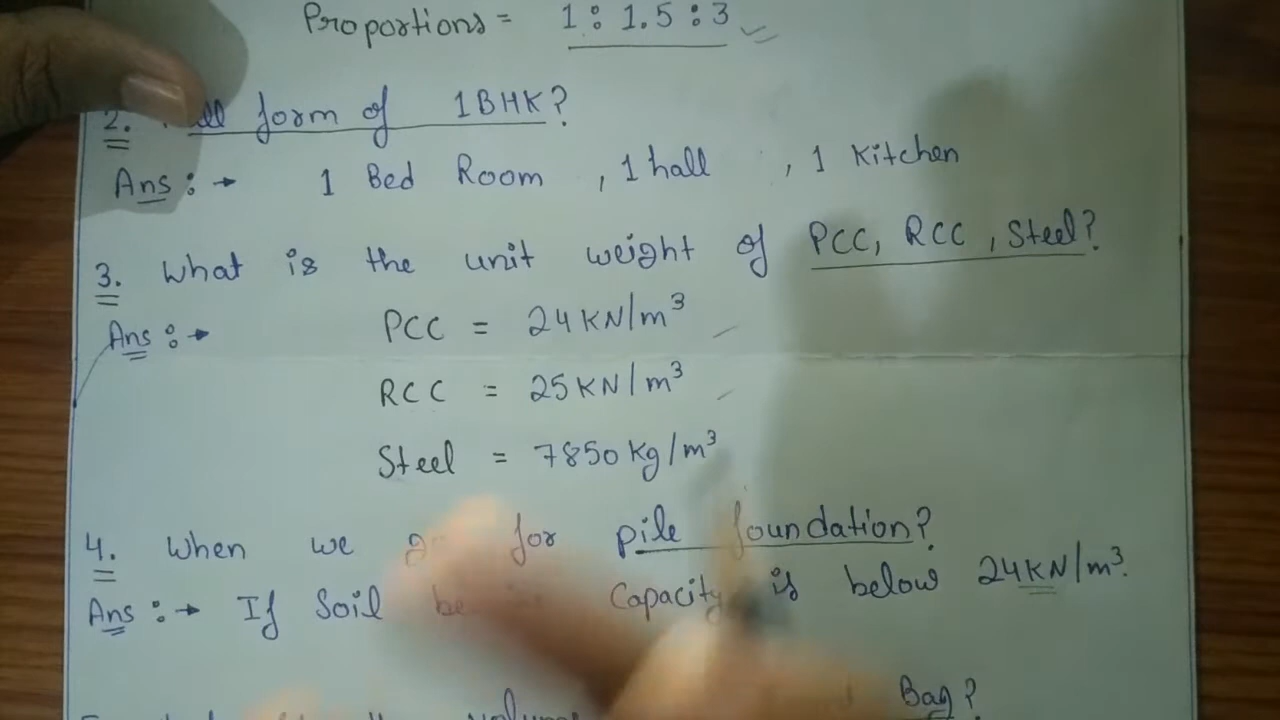 Proportions = 1 : 1.5 : 3
2. form of 1BHK?
Ans :→ 1 Bed Room , 1 hall , 1 Kitchen
3. What is the unit weight of PCC, RCC , Steel?
Ans :→ PCC = 24 KN/m³
RCC = 25 KN/m³
Steel = 7850 kg/m³
4. When we for pile foundation?
Ans :→ If Soil Capacity is below 24 KN/m³.
Bag?